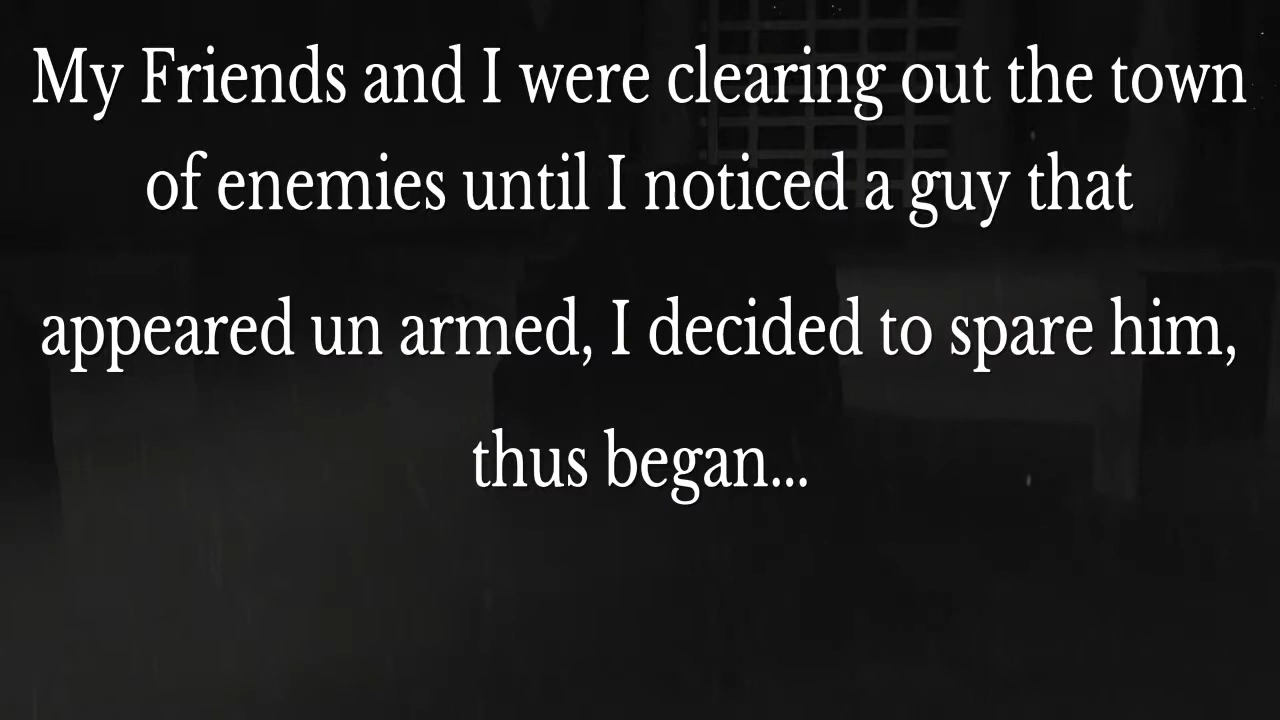 My Friends and I were clearing out the town
of enemies until I noticed a guy that
appeared un armed, I decided to spare him,
thus began...